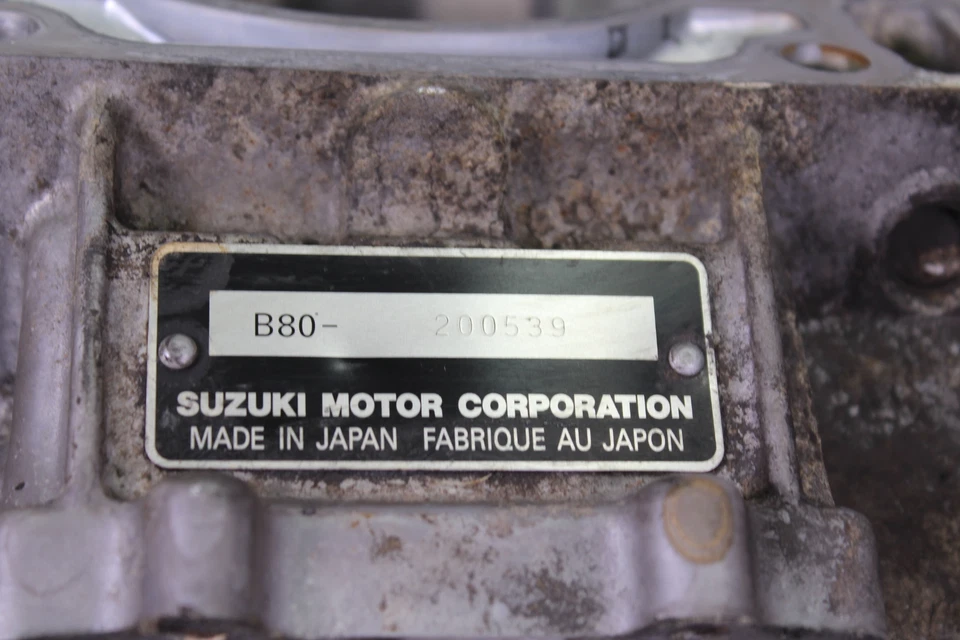 B80- 200539
SUZUKI MOTOR CORPORATION
MADE IN JAPAN FABRIQUE AU JAPON